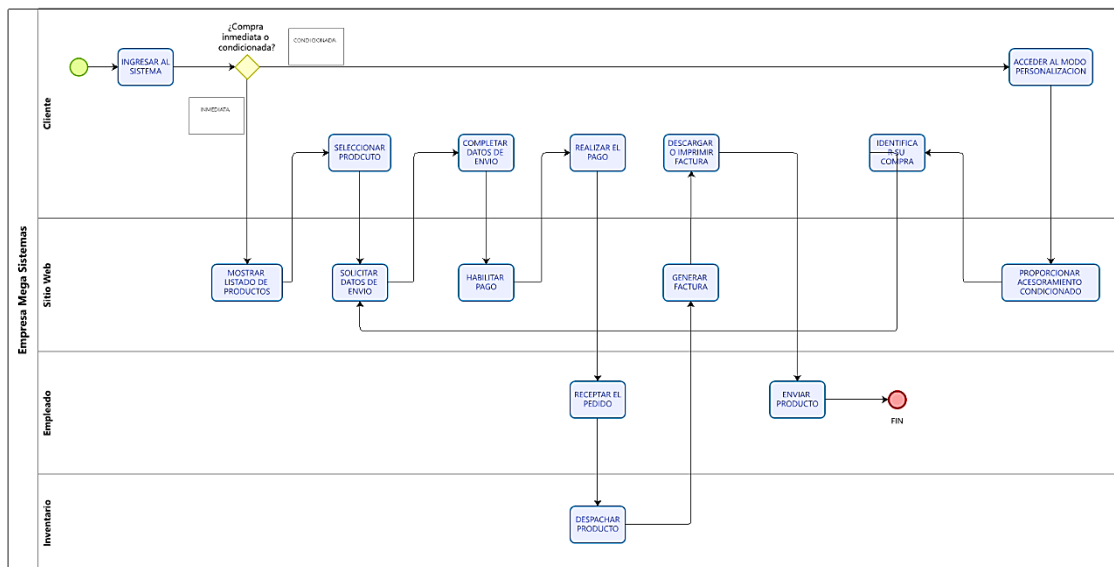 Empresa Mega Sistemas
Cliente
¿Compra
inmediata o
condicionada?
CONDICIONADA
INGRESAR AL
SISTEMA
ACCEDER AL MODO
PERSONALIZACION
INMEDIATA
SELECCIONAR
PRODCUTO
COMPLETAR
DATOS DE
ENVIO
REALIZAR EL
PAGO
DESCARGAR
O IMPRIMIR
FACTURA
IDENTIFICA
R SU
COMPRA
Sitio Web
MOSTRAR
LISTADO DE
PRODUCTOS
SOLICITAR
DATOS DE
ENVIO
HABILITAR
PAGO
GENERAR
FACTURA
PROPORCIONAR
ACESORAMIENTO
CONDICIONADO
Empleado
RECEPTAR EL
PEDIDO
ENVIAR
PRODUCTO
FIN
Inventario
DESPACHAR
PRODUCTO